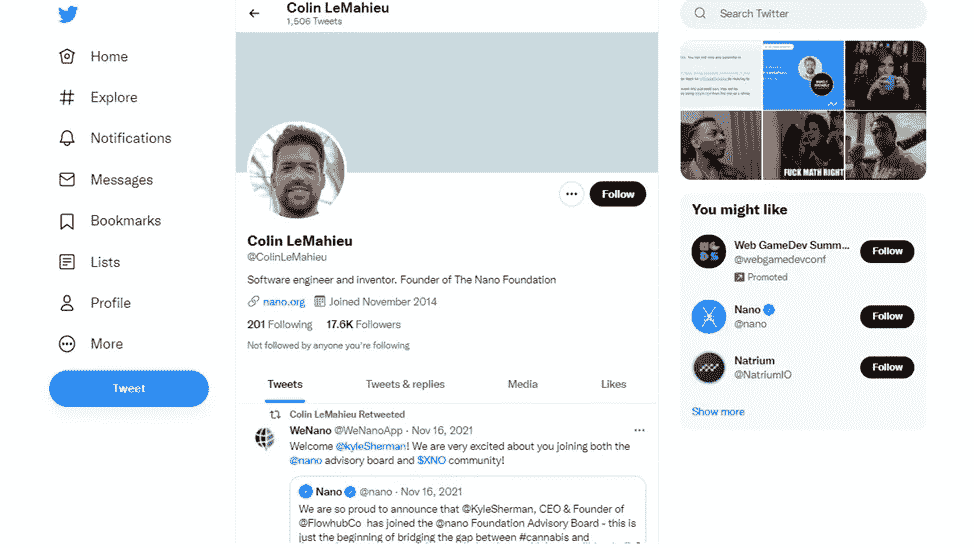 Colin LeMahieu
1,506 Tweets
Search Twitter
Home
Explore
Notifications
Messages
Bookmarks
Lists
Profile
More
Tweet
Follow
Colin LeMahieu
@ColinLeMahieu
Software engineer and inventor. Founder of The Nano Foundation
nano.org Joined November 2014
201 Following 17.6K Followers
Not followed by anyone you're following
Tweets Tweets & replies Media Likes
Colin LeMahieu Retweeted
WeNano @WeNanoApp · Nov 16, 2021
Welcome @kyleSherman! We are very excited about you joining both the
@nano advisory board and $XNO community!
Nano @nano · Nov 16, 2021
We are so proud to announce that @KyleSherman, CEO & Founder of
@FlowhubCo has joined the @nano Foundation Advisory Board - this is
just the beginning of bridging the gap between #cannabis and
FUCK MATH RIGHT
You might like
Web GameDev Summ...
@webgamedevconf
Promoted
Follow
Nano
@nano
Follow
Natrium
@NatriumIO
Follow
Show more